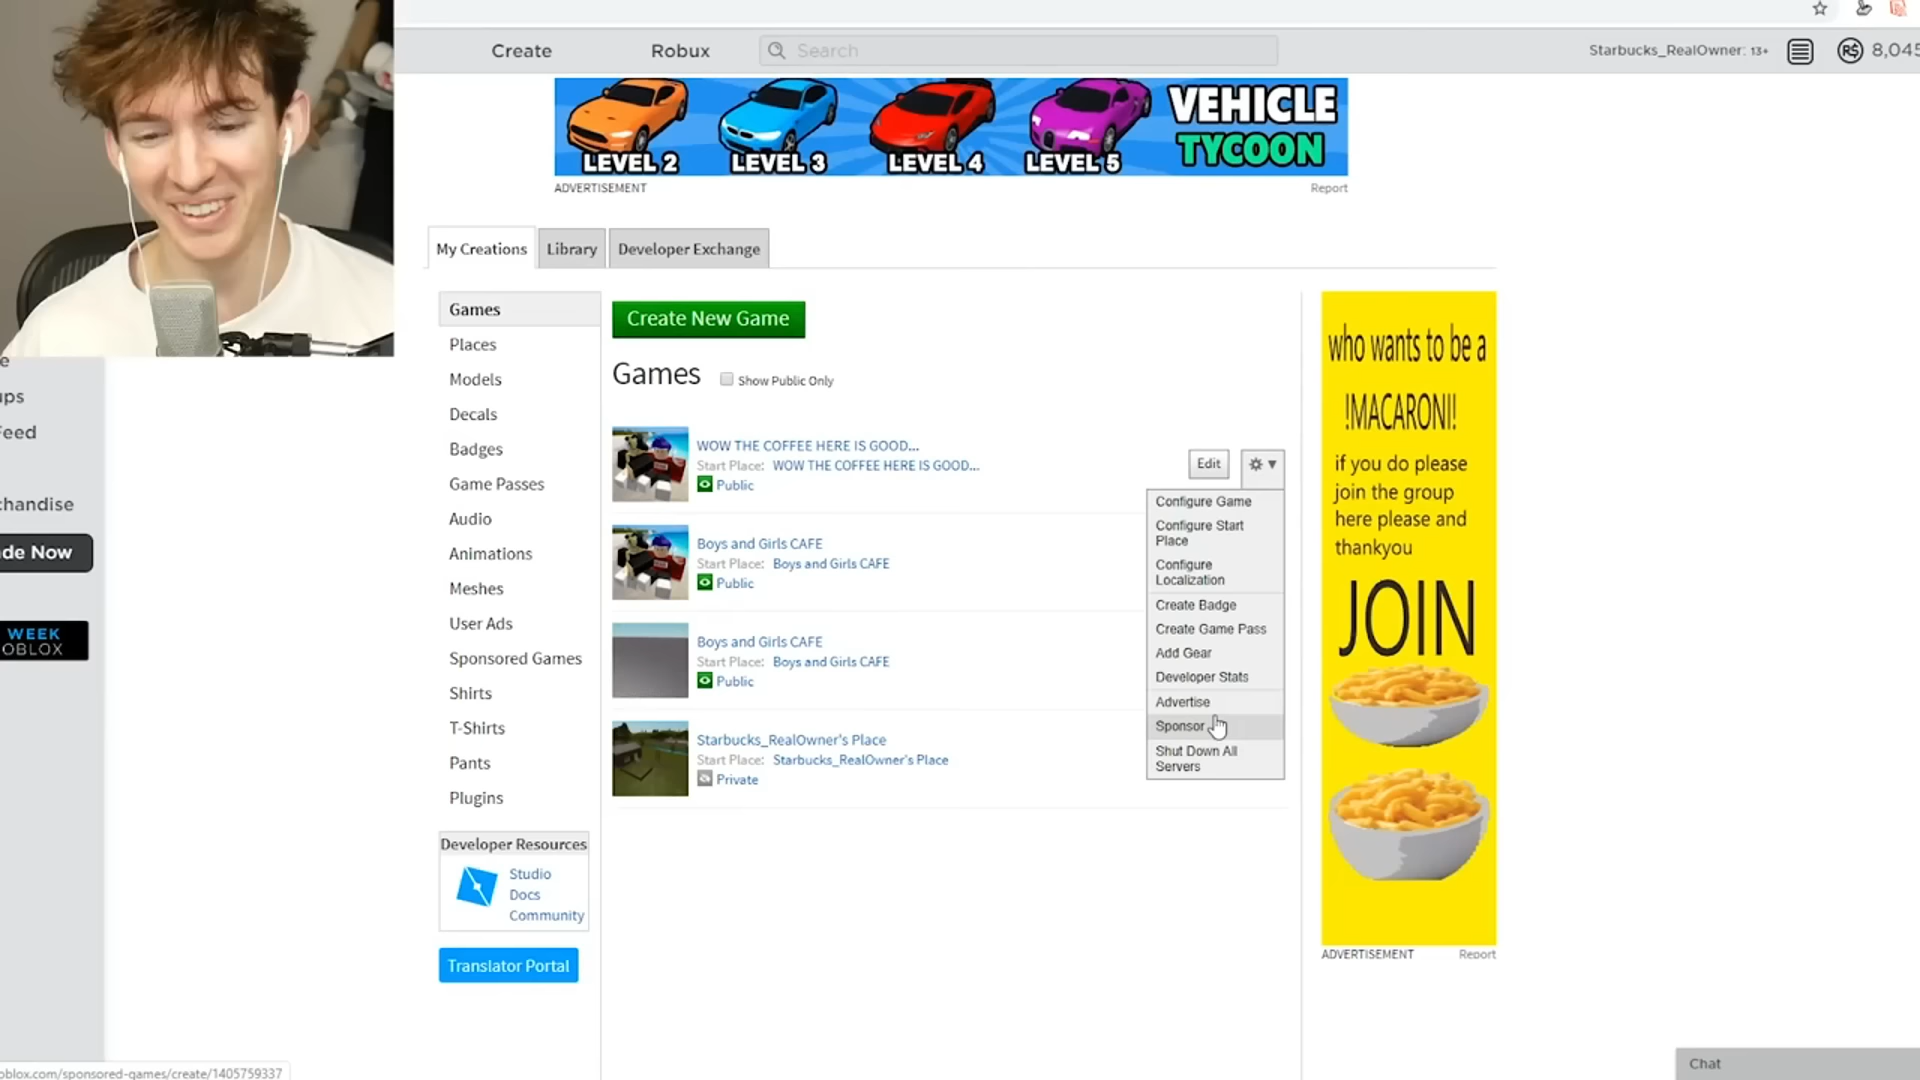 Create
Robux
Search
Starbucks_RealOwner: 13+
8,045
LEVEL 2
LEVEL 3
LEVEL 4
LEVEL 5
VEHICLE
TYCOON
ADVERTISEMENT
Report
My Creations
Library
Developer Exchange
Games
Places
Models
Decals
Badges
Game Passes
Audio
Animations
Meshes
User Ads
Sponsored Games
Shirts
T-Shirts
Pants
Plugins
Developer Resources
Studio
Docs
Community
Translator Portal
Create New Game
Games
Show Public Only
WOW THE COFFEE HERE IS GOOD...
Start Place: WOW THE COFFEE HERE IS GOOD...
Public
Boys and Girls CAFE
Start Place: Boys and Girls CAFE
Public
Boys and Girls CAFE
Start Place: Boys and Girls CAFE
Public
Starbucks_RealOwner's Place
Start Place: Starbucks_RealOwner's Place
Private
Edit
Configure Game
Configure Start
Place
Configure
Localization
Create Badge
Create Game Pass
Add Gear
Developer Stats
Advertise
Sponsor
Shut Down All
Servers
who wants to be a
!MACARONI!
if you do please
join the group
here please and
thankyou
JOIN
ADVERTISEMENT
Report
e
ups
Feed
chandise
de Now
WEEK
OBLOX
oblox.com/sponsored-games/create/1405759337
Chat